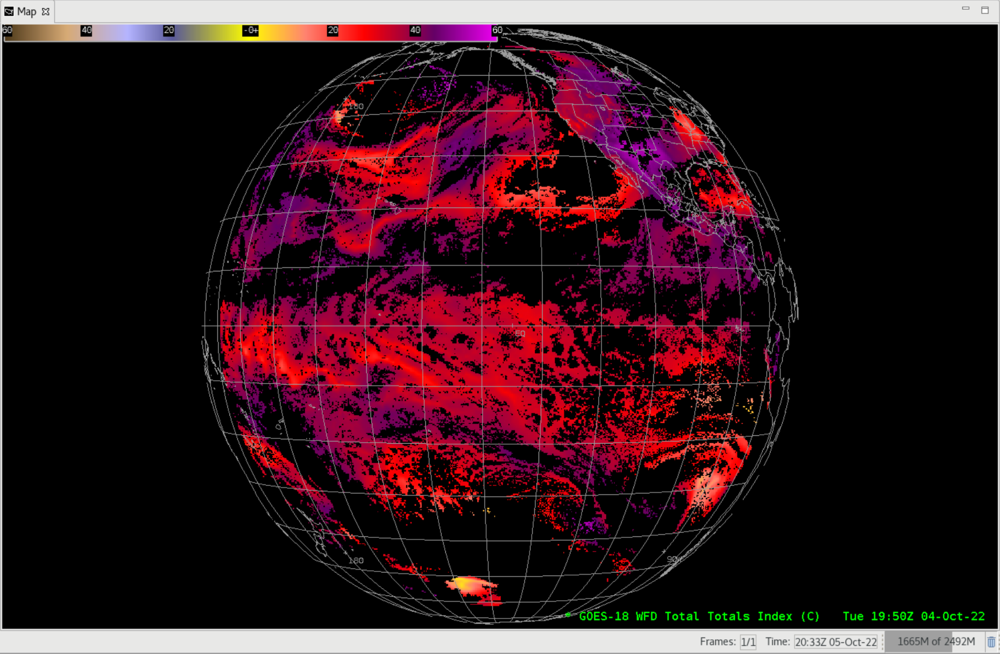 Map
60 40 20 -0+ 20 40 60
180
EQ
180
90W
* GOES-18 WFD Total Totals Index (C) Tue 19:50Z 04-Oct-22
Frames: 1/1 Time: 20:33Z 05-Oct-22 1665M of 2492M